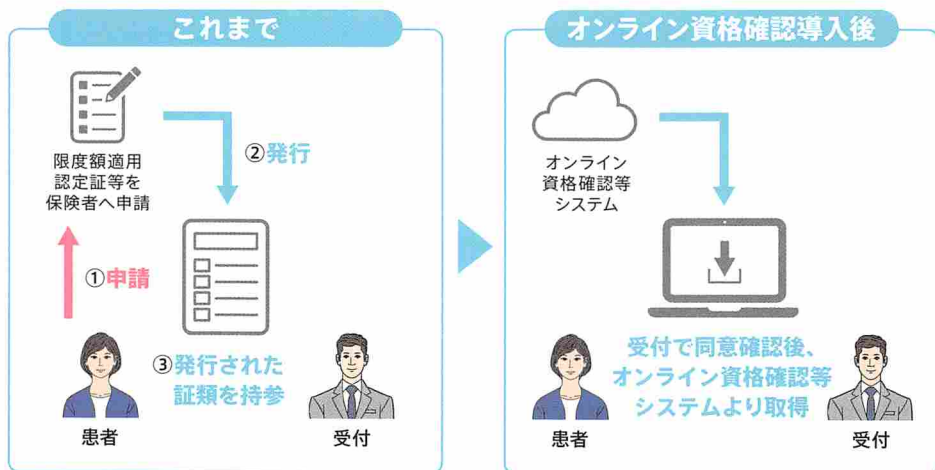 これまで
限度額適用
認定証等を
保険者へ申請
②発行
①申請
③発行された
証類を持参
患者
受付
オンライン資格確認導入後
オンライン
資格確認等
システム
受付で同意確認後、
オンライン資格確認等
システムより取得
患者
受付